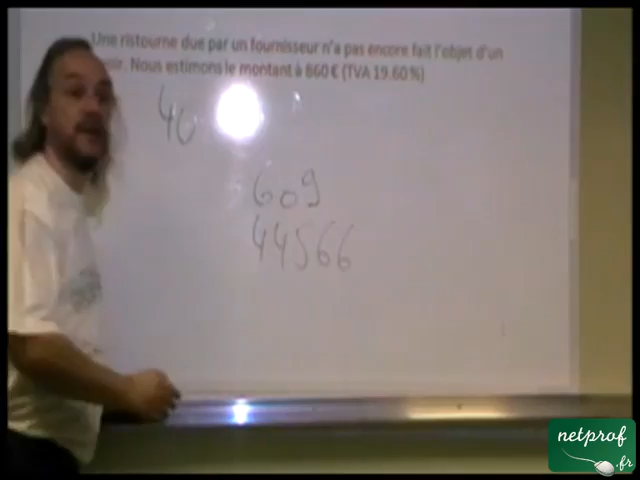 Une ristourne due par un fournisseur n'a pas encore fait l'objet d'un
Nous estimons le montant à 860 € (TVA 19.60%)
40
609
44566
netprof
.fr